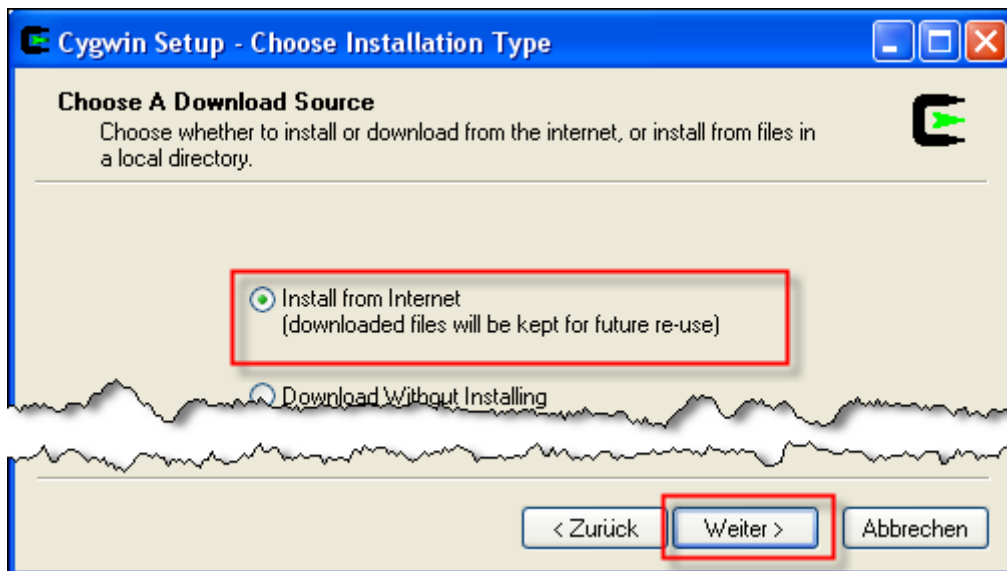 Cygwin Setup - Choose Installation Type
Choose A Download Source
Choose whether to install or download from the internet, or install from files in
a local directory.
Install from Internet
(downloaded files will be kept for future re-use)
Download Without Installing
< Zurück
Weiter >
Abbrechen